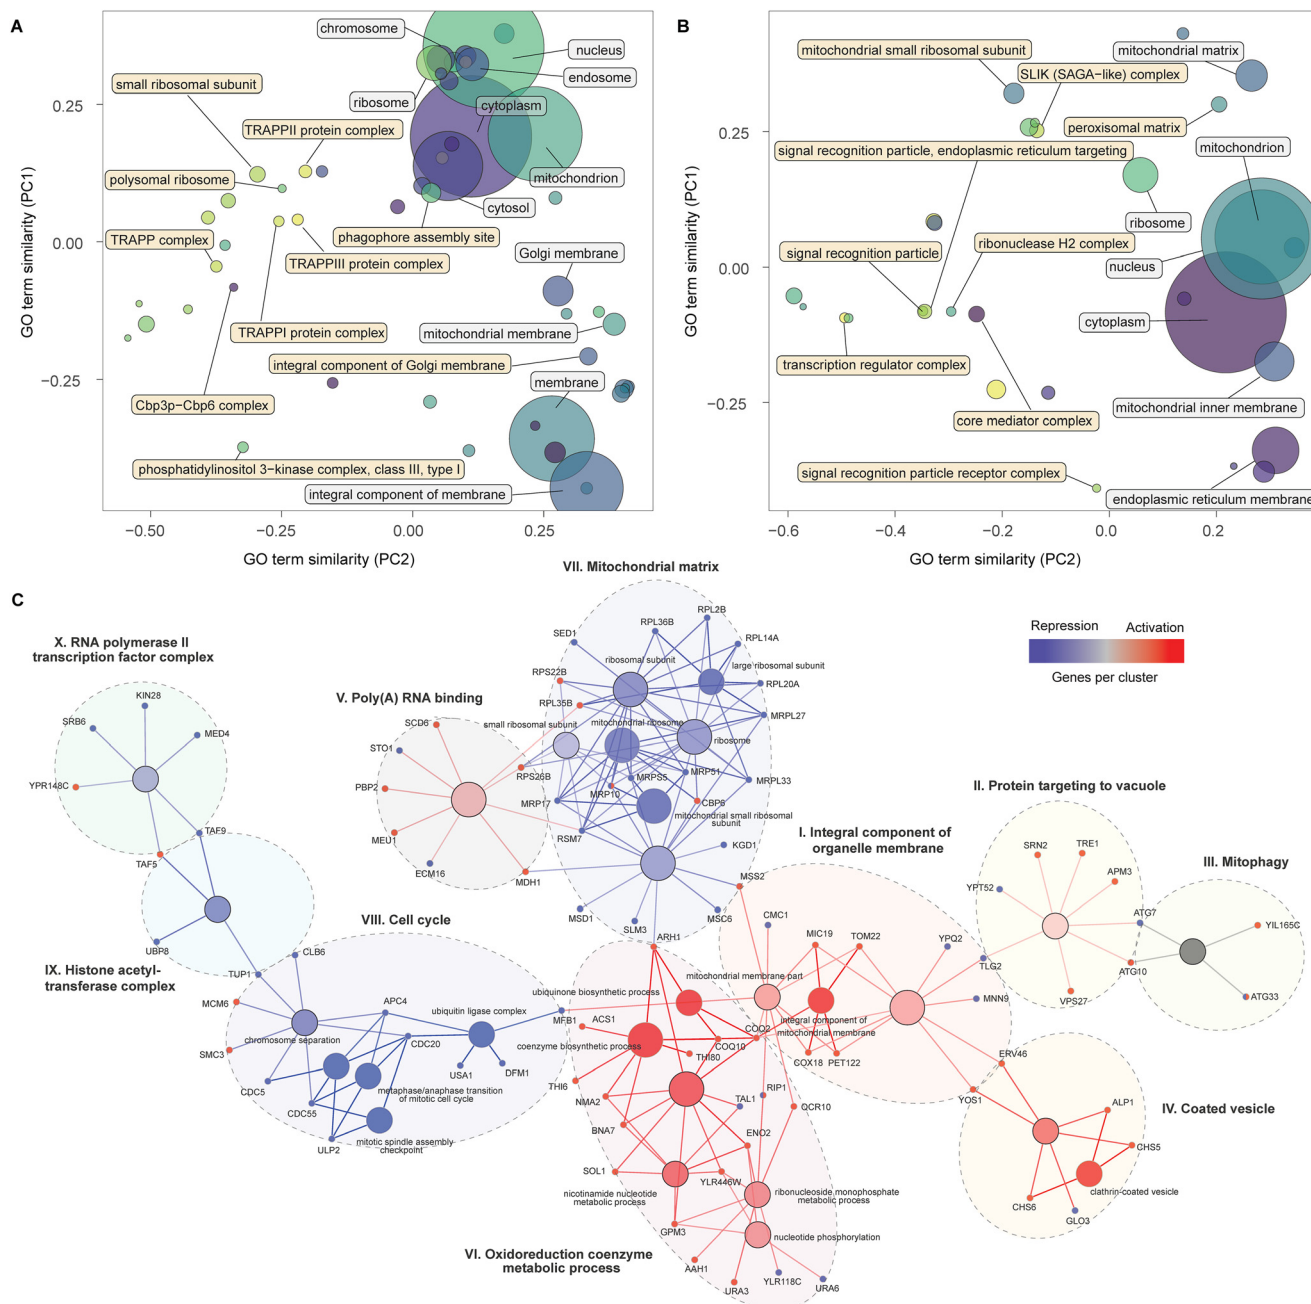 A
chromosome
nucleus
endosome
small ribosomal subunit
ribosome
cytoplasm
TRAPPII protein complex
polysomal ribosome
mitochondrion
cytosol
TRAPP complex
phagophore assembly site
TRAPPIII protein complex
Golgi membrane
TRAPPI protein complex
mitochondrial membrane
integral component of Golgi membrane
membrane
Cbp3p−Cbp6 complex
phosphatidylinositol 3−kinase complex, class III, type I
integral component of membrane
0.25
0.00
−0.25
GO term similarity (PC1)
−0.50
−0.25
0.00
0.25
GO term similarity (PC2)
B
mitochondrial small ribosomal subunit
mitochondrial matrix
SLIK (SAGA−like) complex
peroxisomal matrix
signal recognition particle, endoplasmic reticulum targeting
mitochondrion
ribosome
ribonuclease H2 complex
signal recognition particle
nucleus
cytoplasm
transcription regulator complex
core mediator complex
mitochondrial inner membrane
signal recognition particle receptor complex
endoplasmic reticulum membrane
0.25
0.00
−0.25
GO term similarity (PC1)
−0.6
−0.4
−0.2
0.0
0.2
GO term similarity (PC2)
C
VII. Mitochondrial matrix
Repression
Activation
Genes per cluster
X. RNA polymerase II
transcription factor complex
KIN28
SRB6
MED4
YPR148C
TAF9
TAF5
V. Poly(A) RNA binding
SCD6
STO1
PBP2
MEU1
ECM16
MDH1
RPS26B
SED1
RPL36B
RPL2B
RPL14A
RPS22B
ribosomal subunit
large ribosomal subunit
RPL20A
RPL35B
small ribosomal subunit
mitochondrial ribosome
MRPL27
ribosome
MRP51
MRPS5
MRPL33
MRP10
MRP17
CBP6
mitochondrial small ribosomal
subunit
RSM7
KGD1
MSS2
MSD1
SLM3
MSC6
ARH1
I. Integral component of
organelle membrane
CMC1
MIC19
TOM22
YPQ2
TLG2
mitochondrial membrane part
MNN9
integral component of
mitochondrial membrane
COQ2
COX18
PET122
ERV46
YOS1
II. Protein targeting to vacuole
SRN2
TRE1
APM3
YPT52
ATG7
ATG10
VPS27
III. Mitophagy
YIL165C
ATG33
IV. Coated vesicle
ALP1
CHS5
clathrin-coated vesicle
CHS6
GLO3
IX. Histone acetyl-
transferase complex
UBP8
TUP1
VIII. Cell cycle
CLB6
MCM6
APC4
ubiquitin ligase complex
chromosome separation
CDC20
SMC3
MFB1
USA1
DFM1
CDC5
metaphase/anaphase transition
of mitotic cell cycle
CDC55
mitotic spindle assembly
checkpoint
ULP2
ubiquinone biosynthetic process
ACS1
coenzyme biosynthetic process
COQ10
THI80
THI6
NMA2
TAL1
RIP1
QCR10
BNA7
ENO2
SOL1
YLR446W
nicotinamide nucleotide
metabolic process
ribonucleoside monophosphate
metabolic process
GPM3
nucleotide phosphorylation
VI. Oxidoreduction coenzyme
metabolic process
AAH1
URA3
YLR118C
URA6